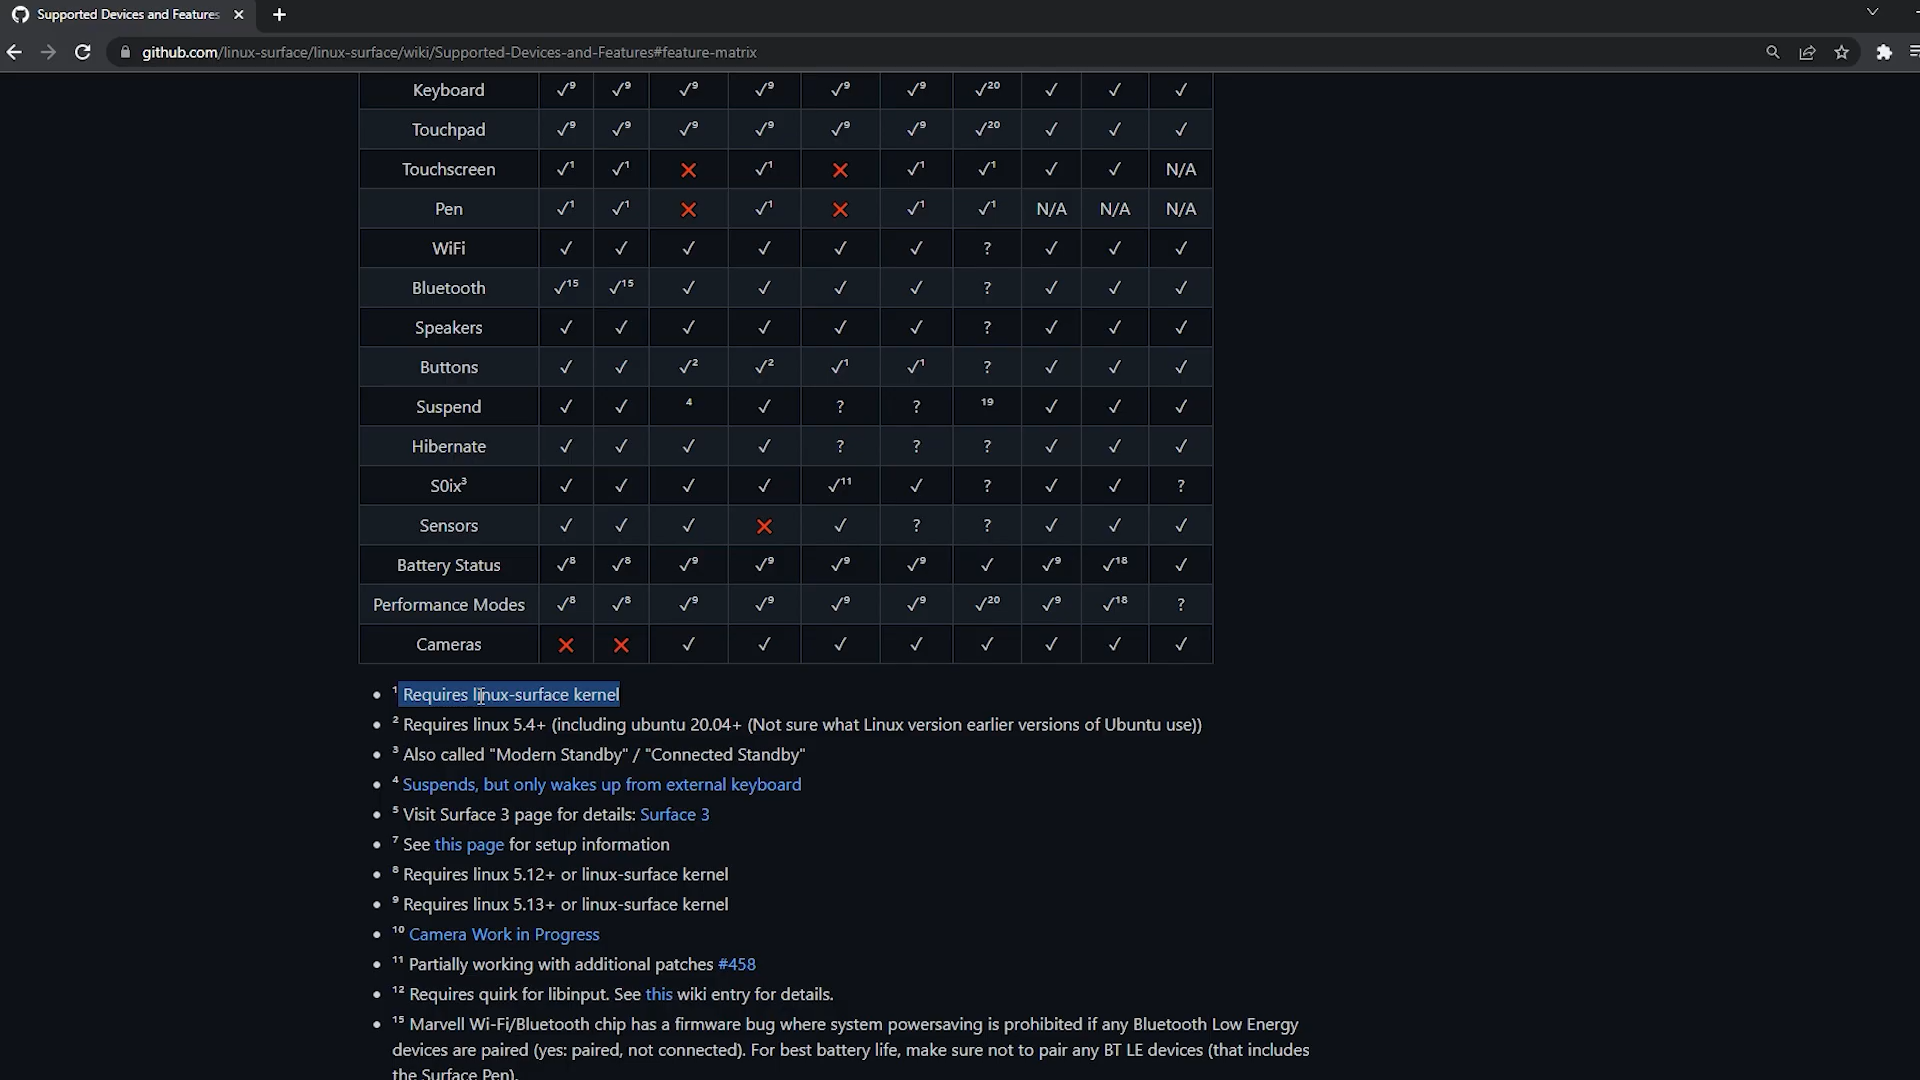 Supported Devices and Features
github.com/linux-surface/linux-surface/wiki/Supported-Devices-and-Features#feature-matrix
Keyboard ✓⁹ ✓⁹ ✓⁹ ✓⁹ ✓⁹ ✓⁹ ✓²⁰ ✓ ✓ ✓
Touchpad ✓⁹ ✓⁹ ✓⁹ ✓⁹ ✓⁹ ✓⁹ ✓²⁰ ✓ ✓ ✓
Touchscreen ✓¹ ✓¹ ❌ ✓¹ ❌ ✓¹ ✓¹ ✓ ✓ N/A
Pen ✓¹ ✓¹ ❌ ✓¹ ❌ ✓¹ ✓¹ N/A N/A N/A
WiFi ✓ ✓ ✓ ✓ ✓ ✓ ? ✓ ✓ ✓
Bluetooth ✓¹⁵ ✓¹⁵ ✓ ✓ ✓ ✓ ? ✓ ✓ ✓
Speakers ✓ ✓ ✓ ✓ ✓ ✓ ? ✓ ✓ ✓
Buttons ✓ ✓ ✓² ✓² ✓¹ ✓¹ ? ✓ ✓ ✓
Suspend ✓ ✓ ⁴ ✓ ? ? ¹⁹ ✓ ✓ ✓
Hibernate ✓ ✓ ✓ ✓ ? ? ? ✓ ✓ ✓
S0ix³ ✓ ✓ ✓ ✓ ✓¹¹ ✓ ? ✓ ✓ ?
Sensors ✓ ✓ ✓ ❌ ✓ ? ? ✓ ✓ ✓
Battery Status ✓⁸ ✓⁸ ✓⁹ ✓⁹ ✓⁹ ✓⁹ ✓ ✓⁹ ✓¹⁸ ✓
Performance Modes ✓⁸ ✓⁸ ✓⁹ ✓⁹ ✓⁹ ✓⁹ ✓²⁰ ✓⁹ ✓¹⁸ ?
Cameras ❌ ❌ ✓ ✓ ✓ ✓ ✓ ✓ ✓ ✓
• ¹ Requires linux-surface kernel
• ² Requires linux 5.4+ (including ubuntu 20.04+ (Not sure what Linux version earlier versions of Ubuntu use))
• ³ Also called "Modern Standby" / "Connected Standby"
• ⁴ Suspends, but only wakes up from external keyboard
• ⁵ Visit Surface 3 page for details: Surface 3
• ⁷ See this page for setup information
• ⁸ Requires linux 5.12+ or linux-surface kernel
• ⁹ Requires linux 5.13+ or linux-surface kernel
• ¹⁰ Camera Work in Progress
• ¹¹ Partially working with additional patches #458
• ¹² Requires quirk for libinput. See this wiki entry for details.
• ¹⁵ Marvell Wi-Fi/Bluetooth chip has a firmware bug where system powersaving is prohibited if any Bluetooth Low Energy
devices are paired (yes: paired, not connected). For best battery life, make sure not to pair any BT LE devices (that includes
the Surface Pen).